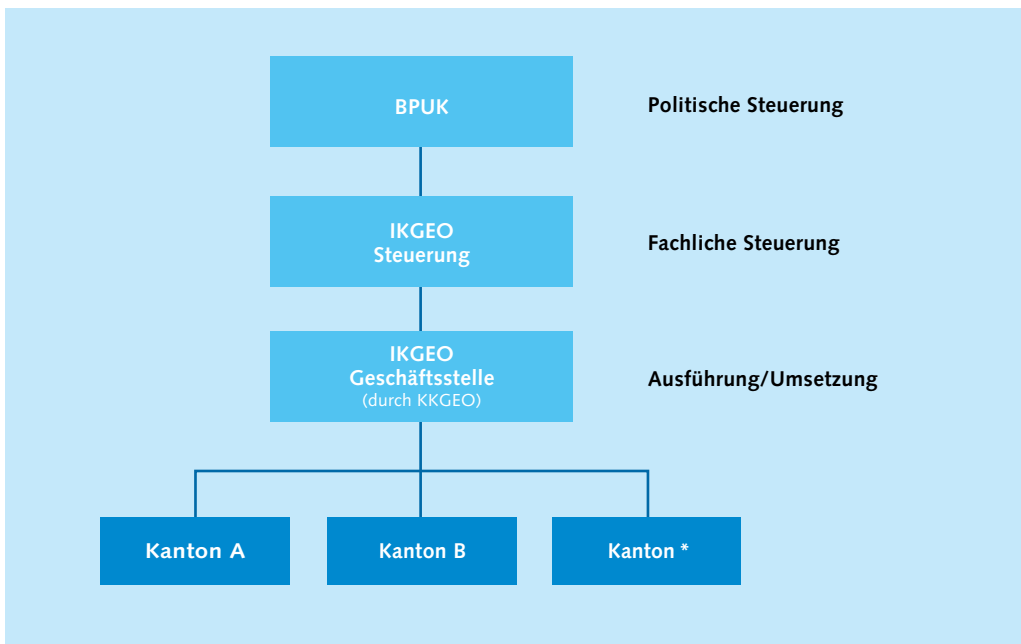 BPUK
Politische Steuerung
IKGEO
Steuerung
Fachliche Steuerung
IKGEO
Geschäftsstelle
(durch KKGEO)
Ausführung/Umsetzung
Kanton A
Kanton B
Kanton *